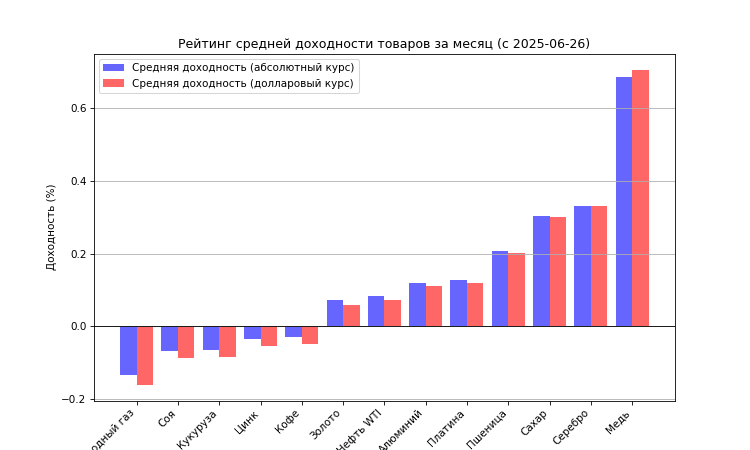 Рейтинг средней доходности товаров за месяц (с 2025-06-26)
Средняя доходность (абсолютный курс)
Средняя доходность (долларовый курс)
Доходность (%)
0.6
0.4
0.2
0.0
−0.2
газ
Соя
Кукуруза
Цинк
Кофе
Золото
Нефть WTI
Алюминий
Платина
Пшеница
Сахар
Серебро
Медь